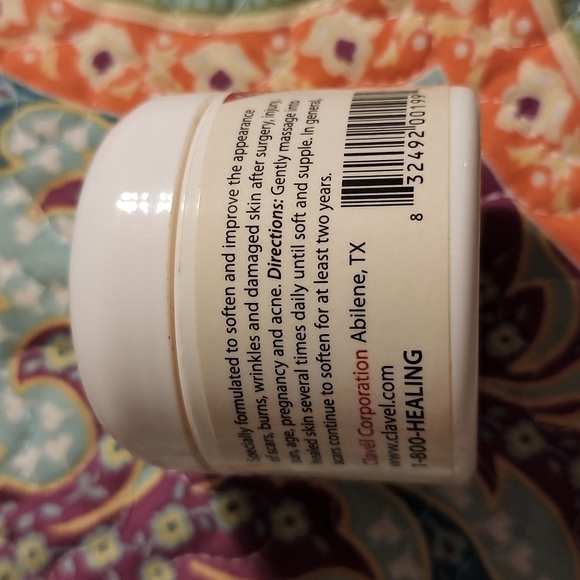 Specially formulated to soften and improve the appearance
of scars, burns, wrinkles and damaged skin after surgery, injury,
sun, age, pregnancy and acne. Directions: Gently massage into
healed skin several times daily until soft and supple. In general,
scars continue to soften for at least two years.
Clavél Corporation Abilene, TX
www.clavel.com
1-800-HEALING
8 32492 00199